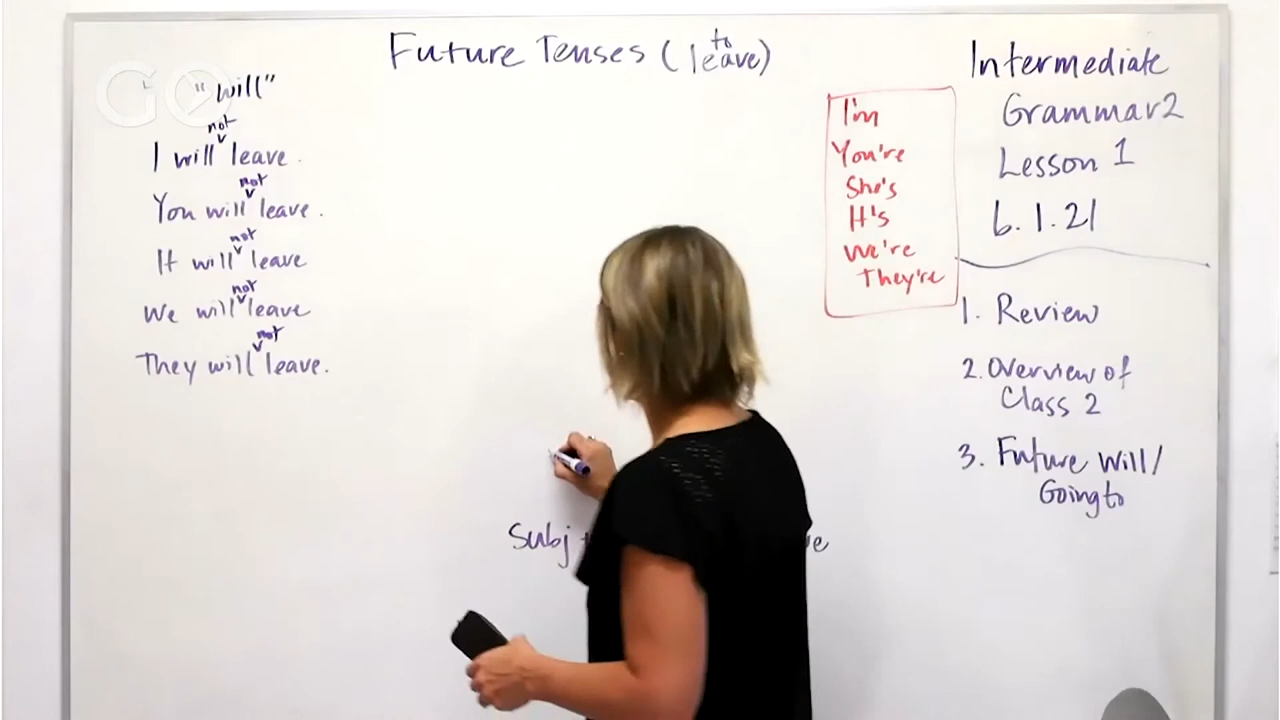 Future Tenses (to leave)
GO
"will"
I will not leave.
You will not leave.
It will not leave
We will not leave
They will not leave.
I'm
You're
She's
It's
We're
They're
Intermediate
Grammar 2
Lesson 1
6.1.21
1. Review
2. Overview of
Class 2
3. Future Will/
Going to
Subj